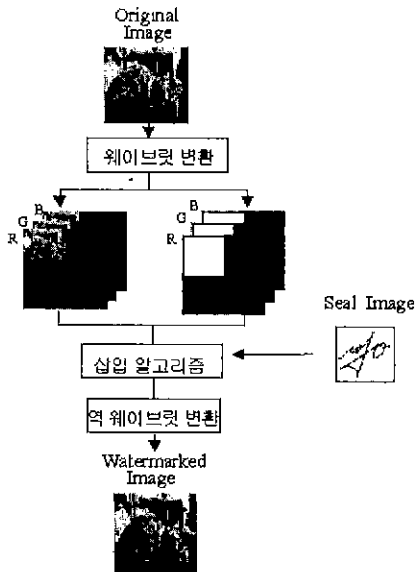 Original
Image
웨이브릿 변환
B
G
R
B
G
R
Seal Image
삽입 알고리즘
역 웨이브릿 변환
Watermarked
Image